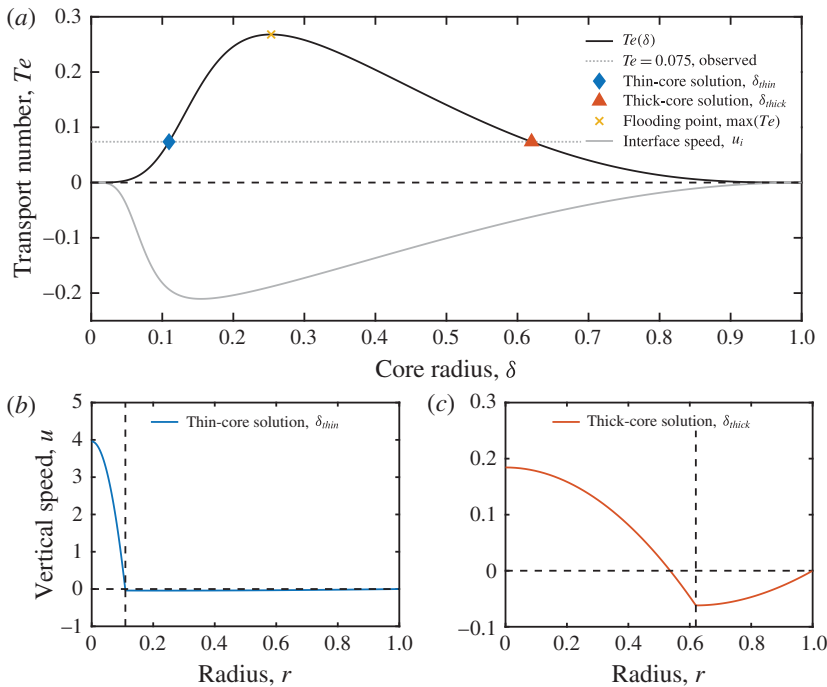 (a)
0.3
0.2
0.1
0
−0.1
−0.2
Transport number, Te
Te(δ)
Te = 0.075, observed
Thin-core solution, δthin
Thick-core solution, δthick
Flooding point, max(Te)
Interface speed, ui
0 0.1 0.2 0.3 0.4 0.5 0.6 0.7 0.8 0.9 1.0
Core radius, δ
(b)
5
4
3
2
1
0
−1
Vertical speed, u
Thin-core solution, δthin
0 0.2 0.4 0.6 0.8 1.0
Radius, r
(c)
0.3
0.2
0.1
0
−0.1
Thick-core solution, δthick
0 0.2 0.4 0.6 0.8 1.0
Radius, r